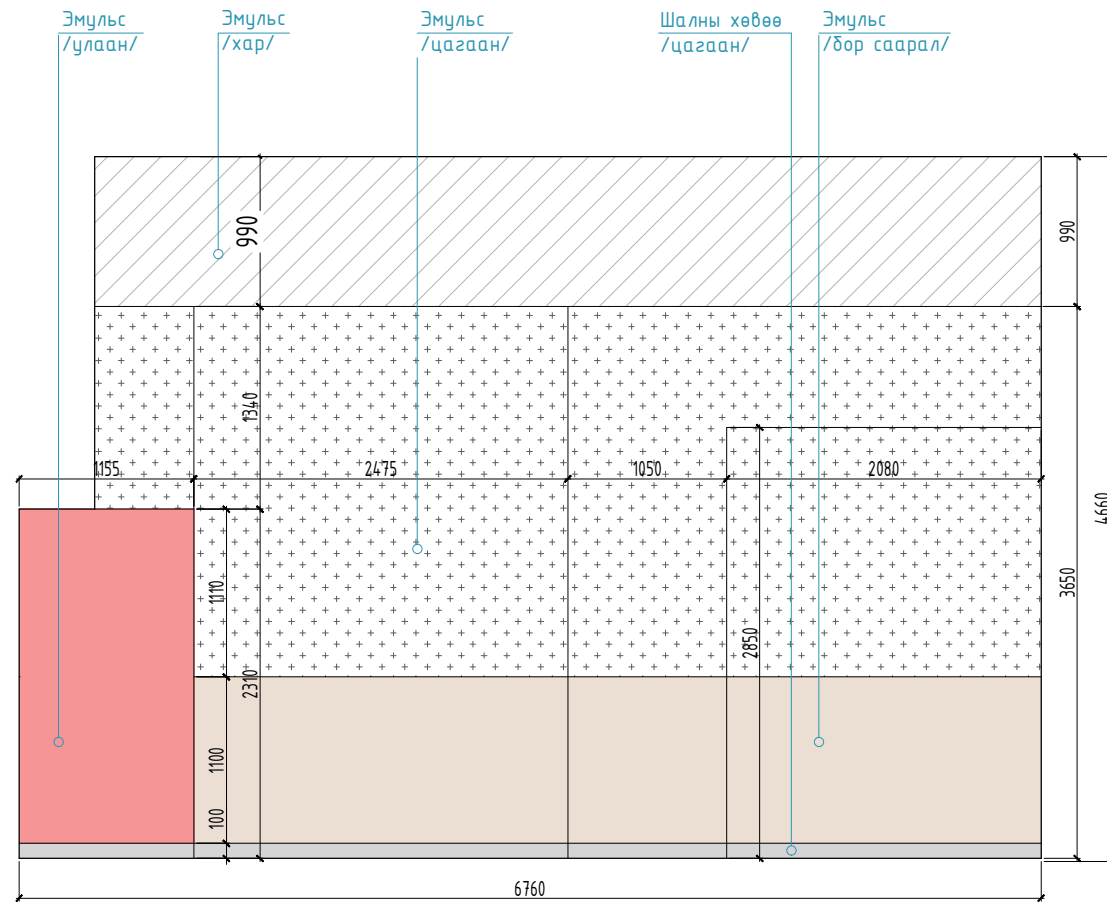 Эмульс
/улаан/
Эмульс
/хар/
Эмульс
/цагаан/
Шалны хөвөө
/цагаан/
Эмульс
/бор саарал/
990
990
1340
1155
2475
1050
2080
4660
3650
1110
2850
2310
1100
100
6760